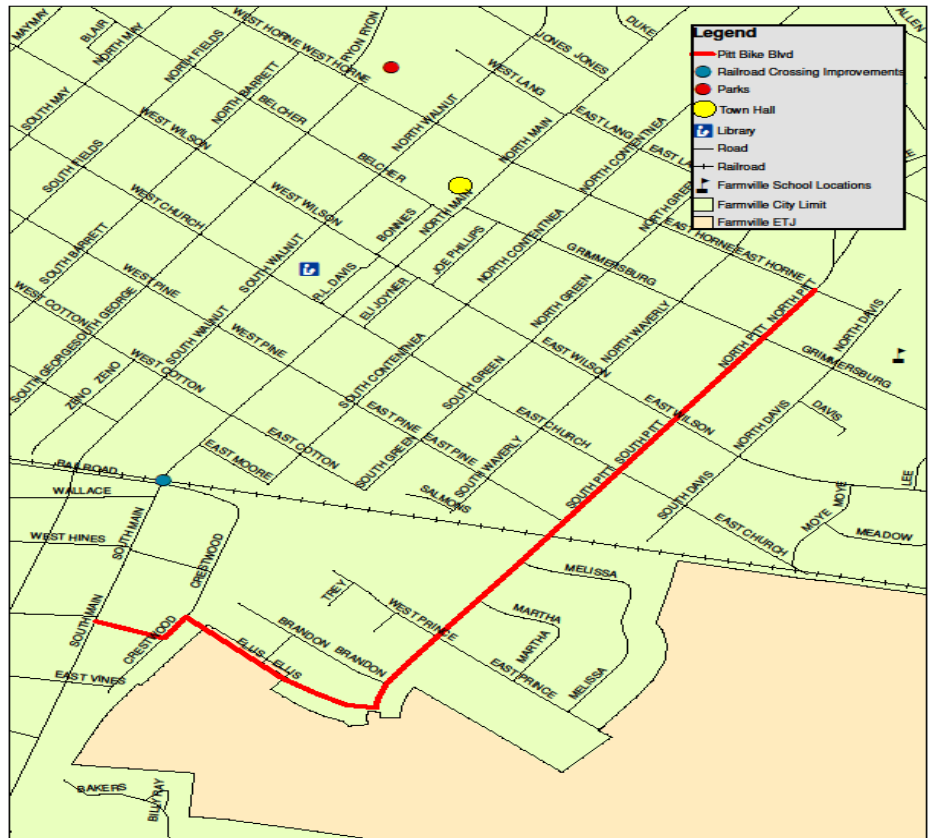 MAYMAY
BLAIR
NORTH MAY
NORTH FIELDS
WEST HORNE WEST HORNE
RYON RYON
DUKE
ALLEN
JONES JONES
Legend
Pitt Bike Blvd
Railroad Crossing Improvements
Parks
Town Hall
Library
Road
Railroad
Farmville School Locations
Farmville City Limit
Farmville ETJ
SOUTH MAY
NORTH BARRETT
BELCHER
WEST LANG
EAST LANG
NORTH WALNUT
NORTH MAIN
NORTH CONTENTNEA
WEST WILSON
SOUTH FIELDS
BELCHER
NORTH GREEN
EAST HORNE EAST HORNE
WEST CHURCH
WEST WILSON
BONNIES
NORTH MAIN
JOE PHILLIPS
NORTH CONTENTNEA
GRIMMERSBURG
SOUTH BARRETT
SOUTH WALNUT
P.L. DAVIS
ELI JOYNER
NORTH GREEN
NORTH WAVERLY
NORTH PITT NORTH PITT
NORTH DAVIS
GRIMMERSBURG
WEST COTTON
SOUTH GEORGE SOUTH GEORGE
WEST PINE
SOUTH WALNUT
WEST PINE
EAST WILSON
EAST WILSON
ZENO ZENO
WEST COTTON
SOUTH CONTENTNEA
SOUTH GREEN
EAST PINE EAST PINE
EAST CHURCH
SOUTH PITT SOUTH PITT
NORTH DAVIS
DAVIS
EAST MOORE
EAST COTTON
SOUTH GREEN
SOUTH WAVERLY
SALMONS
SOUTH DAVIS
EAST CHURCH
MOYE MOYE
LEE
MEADOW
RAILROAD
WALLACE
WEST HINES
SOUTH MAIN
CRESTWOOD
SOUTH MAIN
CRESTWOOD
EAST VINES
TREY
WEST PRINCE
BRANDON BRANDON
ELLIS ELLIS
MELISSA
MARTHA
MARTHA
EAST PRINCE
MELISSA
BAKERS
BILLY RAY